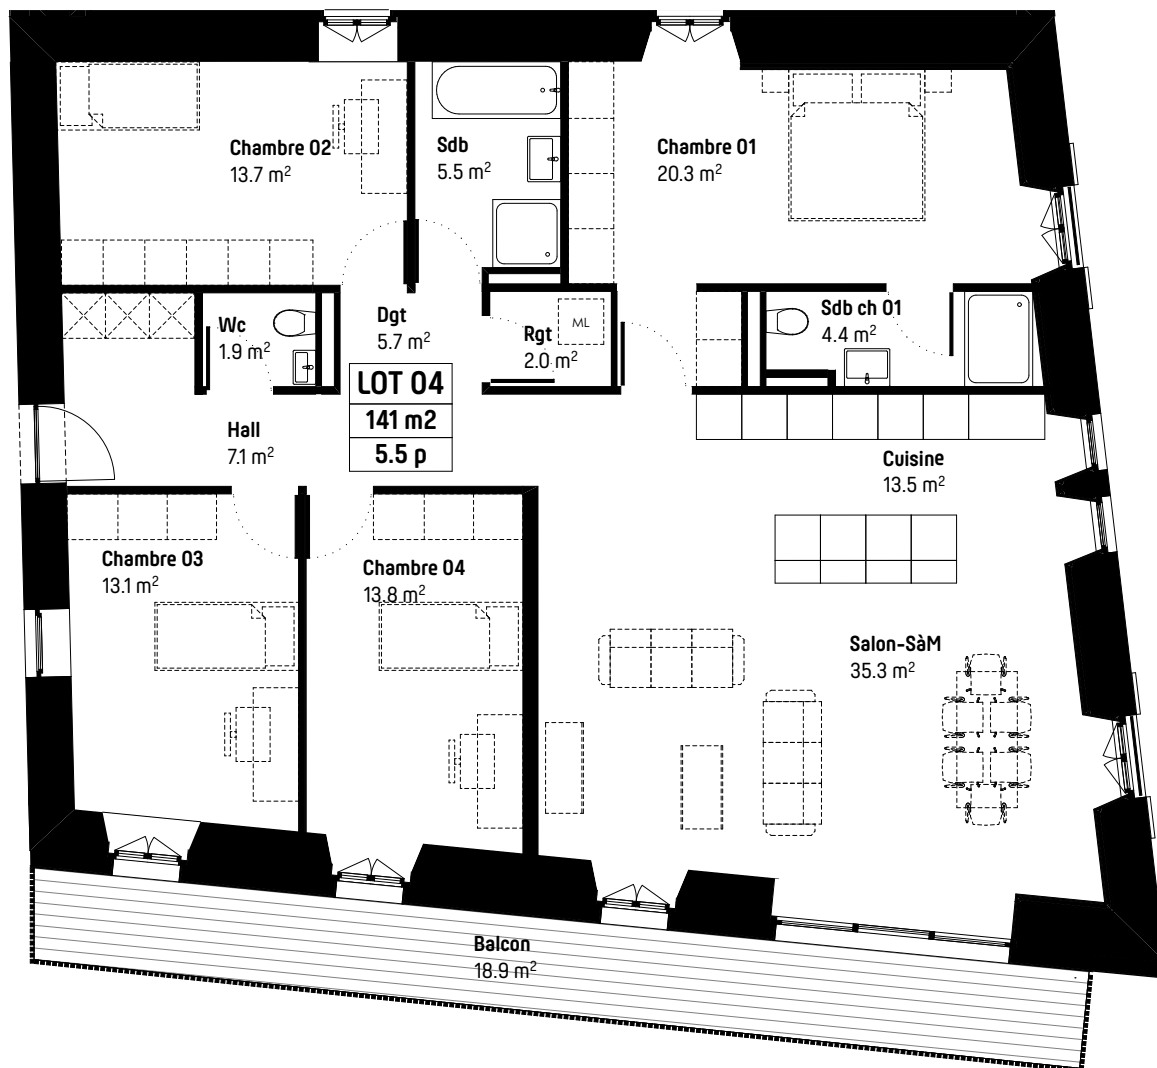 Chambre 02
13.7 m²
Sdb
5.5 m²
Chambre 01
20.3 m²
Wc
1.9 m²
Dgt
5.7 m²
Rgt
2.0 m²
ML
Sdb ch 01
4.4 m²
LOT 04
141 m2
5.5 p
Hall
7.1 m²
Cuisine
13.5 m²
Chambre 03
13.1 m²
Chambre 04
13.8 m²
Salon-SàM
35.3 m²
Balcon
18.9 m²